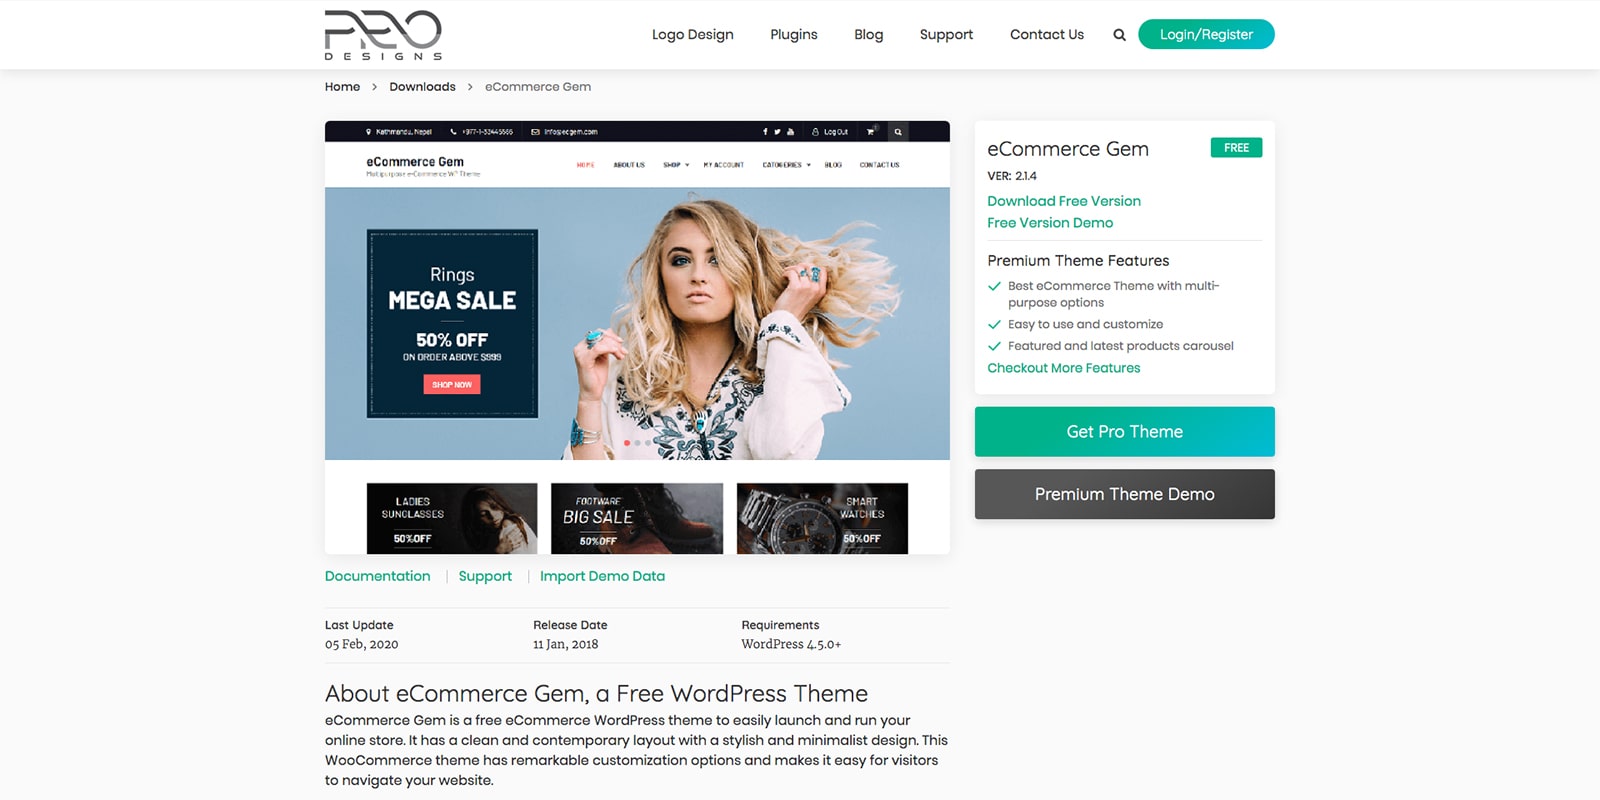 PRO
DESIGNS
Logo Design
Plugins
Blog
Support
Contact Us
Login/Register
Home > Downloads > eCommerce Gem
Kathmandu, Nepal
info@ecgem.com
Log Out
eCommerce Gem
Multipurpose e-Commerce WP Theme
HOME
ABOUT US
SHOP
MY ACCOUNT
CATOGERIES
BLOG
CONTACT US
Rings
MEGA SALE
50% OFF
ON ORDER ABOVE $999
SHOP NOW
LADIES
SUNGLASSES
50%OFF
FOOTWARE
BIG SALE
50%OFF
SMART
WATCHES
50%OFF
eCommerce Gem
FREE
VER: 2.1.4
Download Free Version
Free Version Demo
Premium Theme Features
Best eCommerce Theme with multi-
purpose options
Easy to use and customize
Featured and latest products carousel
Checkout More Features
Get Pro Theme
Premium Theme Demo
Documentation
Support
Import Demo Data
Last Update
05 Feb, 2020
Release Date
11 Jan, 2018
Requirements
WordPress 4.5.0+
About eCommerce Gem, a Free WordPress Theme
eCommerce Gem is a free eCommerce WordPress theme to easily launch and run your
online store. It has a clean and contemporary layout with a stylish and minimalist design. This
WooCommerce theme has remarkable customization options and makes it easy for visitors
to navigate your website.